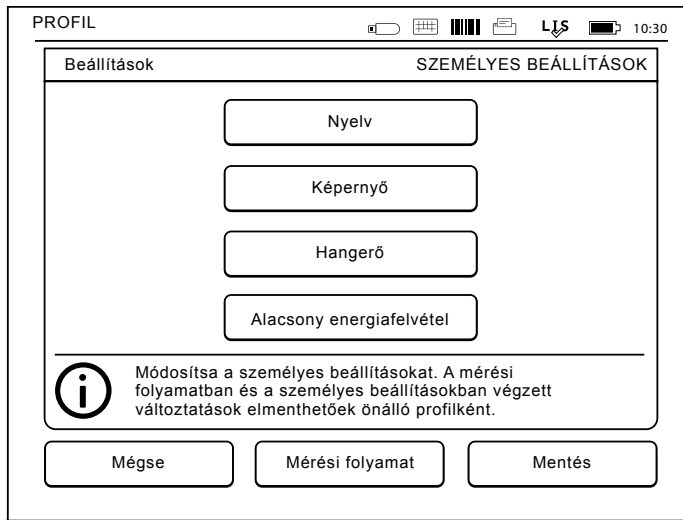 PROFIL
LIS 10:30
Beállítások SZEMÉLYES BEÁLLÍTÁSOK
Nyelv
Képernyő
Hangerő
Alacsony energiafelvétel
Módosítsa a személyes beállításokat. A mérési
folyamatban és a személyes beállításokban végzett
változtatások elmenthetőek önálló profilként.
Mégse Mérési folyamat Mentés